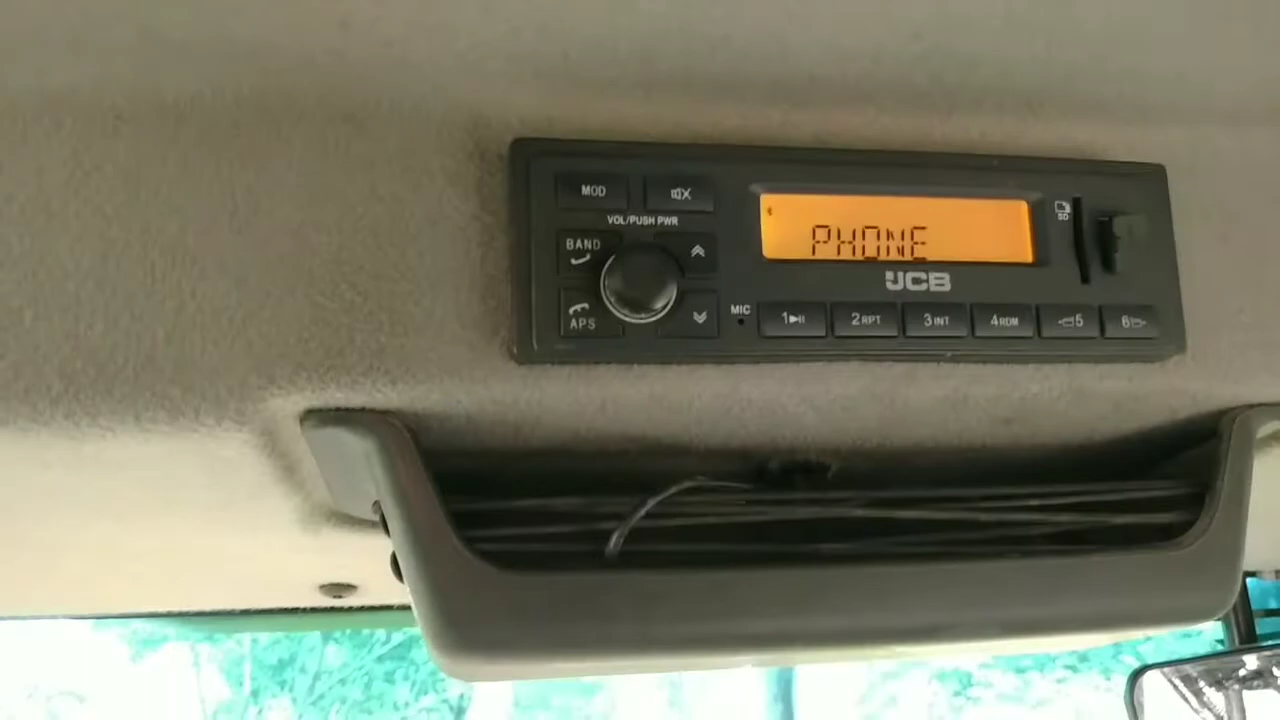 MOD
VOL/PUSH PWR
BAND
APS
MIC
PHONE
SD
JCB
1
2 RPT
3 INT
4 RDM
5
6